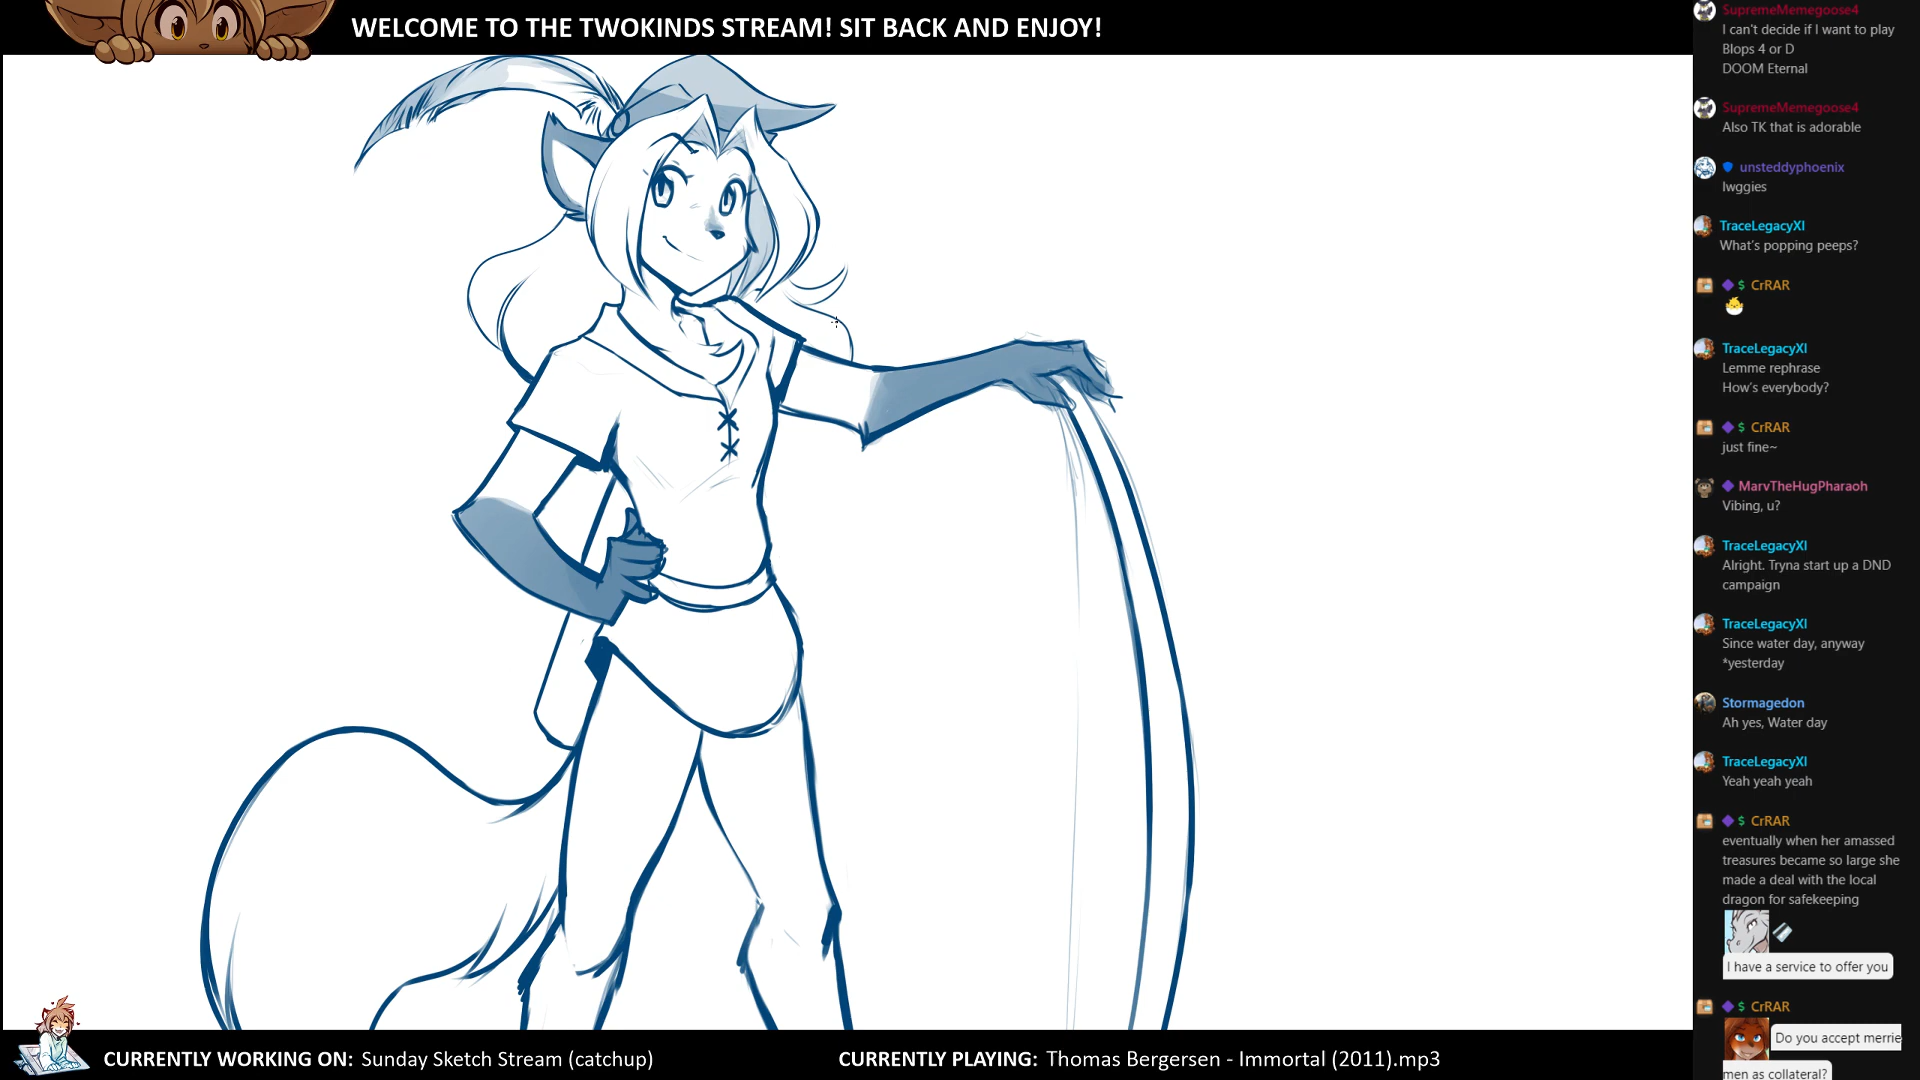 WELCOME TO THE TWOKINDS STREAM! SIT BACK AND ENJOY!
SupremeMemegoose4
I can't decide if I want to play
Blops 4 or D
DOOM Eternal
SupremeMemegoose4
Also TK that is adorable
unsteddyphoenix
lwggies
TraceLegacyXI
What's popping peeps?
$ CrRAR
TraceLegacyXI
Lemme rephrase
How's everybody?
$ CrRAR
just fine~
MarvTheHugPharaoh
Vibing, u?
TraceLegacyXI
Alright. Tryna start up a DND
campaign
TraceLegacyXI
Since water day, anyway
*yesterday
Stormagedon
Ah yes, Water day
TraceLegacyXI
Yeah yeah yeah
$ CrRAR
eventually when her amassed
treasures became so large she
made a deal with the local
dragon for safekeeping
I have a service to offer you
$ CrRAR
Do you accept merrie
men as collateral?
CURRENTLY WORKING ON: Sunday Sketch Stream (catchup)
CURRENTLY PLAYING: Thomas Bergersen - Immortal (2011).mp3